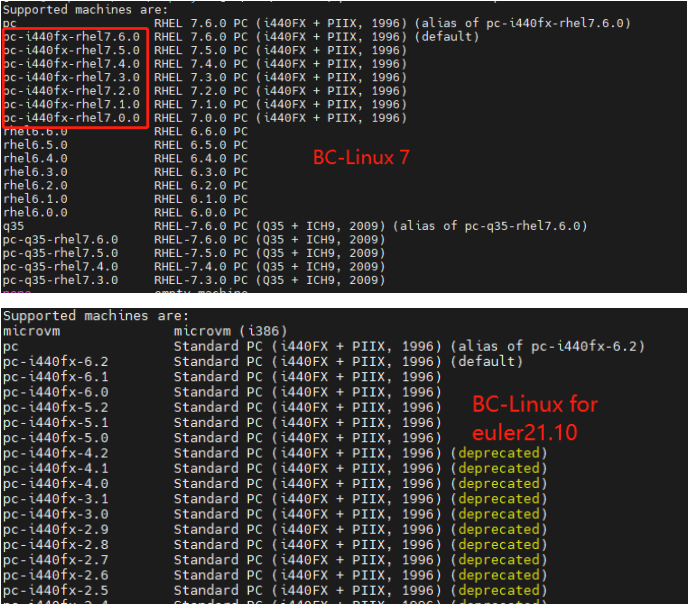 Supported machines are:
pc RHEL 7.6.0 PC (i440FX + PIIX, 1996) (alias of pc-i440fx-rhel7.6.0)
pc-i440fx-rhel7.6.0 RHEL 7.6.0 PC (i440FX + PIIX, 1996) (default)
pc-i440fx-rhel7.5.0 RHEL 7.5.0 PC (i440FX + PIIX, 1996)
pc-i440fx-rhel7.4.0 RHEL 7.4.0 PC (i440FX + PIIX, 1996)
pc-i440fx-rhel7.3.0 RHEL 7.3.0 PC (i440FX + PIIX, 1996)
pc-i440fx-rhel7.2.0 RHEL 7.2.0 PC (i440FX + PIIX, 1996)
pc-i440fx-rhel7.1.0 RHEL 7.1.0 PC (i440FX + PIIX, 1996)
pc-i440fx-rhel7.0.0 RHEL 7.0.0 PC (i440FX + PIIX, 1996)
rhel6.6.0 RHEL 6.6.0 PC
rhel6.5.0 RHEL 6.5.0 PC
rhel6.4.0 RHEL 6.4.0 PC
BC-Linux 7
rhel6.3.0 RHEL 6.3.0 PC
rhel6.2.0 RHEL 6.2.0 PC
rhel6.1.0 RHEL 6.1.0 PC
rhel6.0.0 RHEL 6.0.0 PC
q35 RHEL-7.6.0 PC (Q35 + ICH9, 2009) (alias of pc-q35-rhel7.6.0)
pc-q35-rhel7.6.0 RHEL-7.6.0 PC (Q35 + ICH9, 2009)
pc-q35-rhel7.5.0 RHEL-7.5.0 PC (Q35 + ICH9, 2009)
pc-q35-rhel7.4.0 RHEL-7.4.0 PC (Q35 + ICH9, 2009)
pc-q35-rhel7.3.0 RHEL-7.3.0 PC (Q35 + ICH9, 2009)
none empty machine
Supported machines are:
microvm microvm (i386)
pc Standard PC (i440FX + PIIX, 1996) (alias of pc-i440fx-6.2)
pc-i440fx-6.2 Standard PC (i440FX + PIIX, 1996) (default)
pc-i440fx-6.1 Standard PC (i440FX + PIIX, 1996)
pc-i440fx-6.0 Standard PC (i440FX + PIIX, 1996)
pc-i440fx-5.2 Standard PC (i440FX + PIIX, 1996)
BC-Linux for
pc-i440fx-5.1 Standard PC (i440FX + PIIX, 1996)
pc-i440fx-5.0 Standard PC (i440FX + PIIX, 1996)
euler21.10
pc-i440fx-4.2 Standard PC (i440FX + PIIX, 1996) (deprecated)
pc-i440fx-4.1 Standard PC (i440FX + PIIX, 1996) (deprecated)
pc-i440fx-4.0 Standard PC (i440FX + PIIX, 1996) (deprecated)
pc-i440fx-3.1 Standard PC (i440FX + PIIX, 1996) (deprecated)
pc-i440fx-3.0 Standard PC (i440FX + PIIX, 1996) (deprecated)
pc-i440fx-2.9 Standard PC (i440FX + PIIX, 1996) (deprecated)
pc-i440fx-2.8 Standard PC (i440FX + PIIX, 1996) (deprecated)
pc-i440fx-2.7 Standard PC (i440FX + PIIX, 1996) (deprecated)
pc-i440fx-2.6 Standard PC (i440FX + PIIX, 1996) (deprecated)
pc-i440fx-2.5 Standard PC (i440FX + PIIX, 1996) (deprecated)
pc-i440fx-2.4 Standard PC (i440FX + PIIX, 1996) (deprecated)